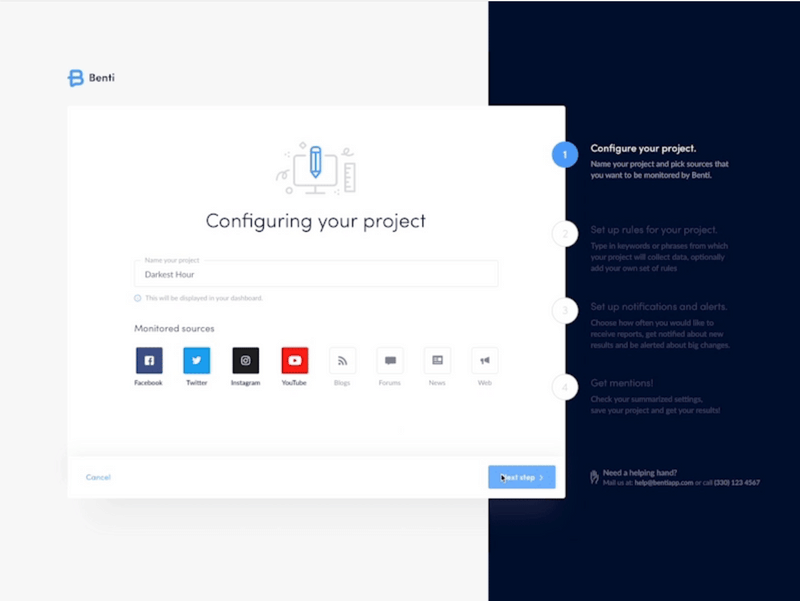 Benti
Configuring your project
Name your project
Darkest Hour
This will be displayed in your dashboard.
Monitored sources
Facebook
Twitter
Instagram
YouTube
Blogs
Forums
News
Web
Cancel
Next step
1
Configure your project.
Name your project and pick sources that
you want to be monitored by Benti.
2
Set up rules for your project.
Type in keywords or phrases from which
your project will collect data, optionally
add your own set of rules
3
Set up notifications and alerts.
Choose how often you would like to
receive reports, get notified about new
results and be alerted about big changes.
4
Get mentions!
Check your summarized settings,
save your project and get your results!
Need a helping hand?
Mail us at: help@bentiapp.com or call (330) 123 4567